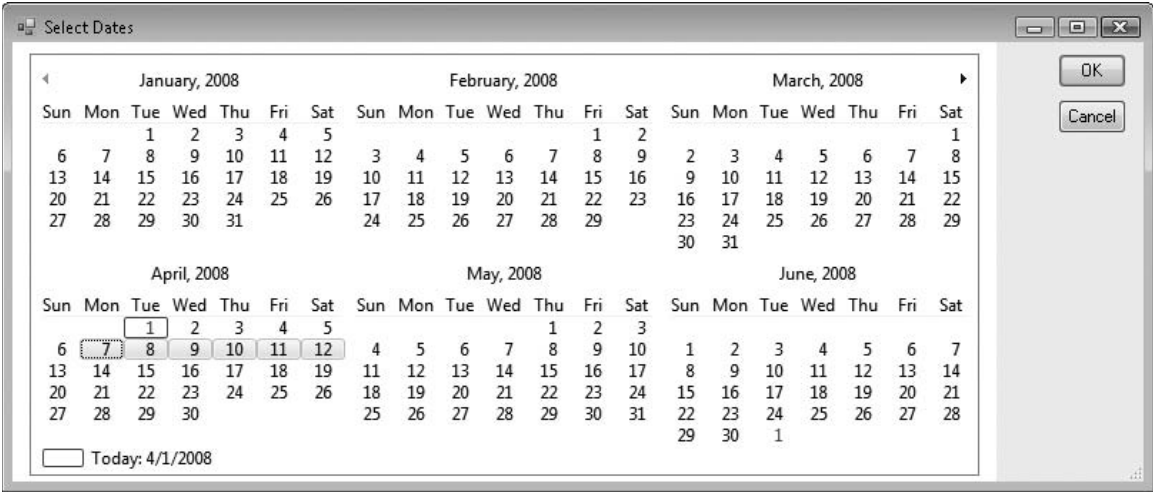 Select Dates
OK
Cancel
January, 2008 February, 2008 March, 2008
Sun Mon Tue Wed Thu Fri Sat Sun Mon Tue Wed Thu Fri Sat Sun Mon Tue Wed Thu Fri Sat
1 2 3 4 5 1 2 1
6 7 8 9 10 11 12 3 4 5 6 7 8 9 2 3 4 5 6 7 8
13 14 15 16 17 18 19 10 11 12 13 14 15 16 9 10 11 12 13 14 15
20 21 22 23 24 25 26 17 18 19 20 21 22 23 16 17 18 19 20 21 22
27 28 29 30 31 24 25 26 27 28 29 23 24 25 26 27 28 29
30 31
April, 2008 May, 2008 June, 2008
Sun Mon Tue Wed Thu Fri Sat Sun Mon Tue Wed Thu Fri Sat Sun Mon Tue Wed Thu Fri Sat
1 2 3 4 5 1 2 3
6 7 8 9 10 11 12 4 5 6 7 8 9 10 1 2 3 4 5 6 7
13 14 15 16 17 18 19 11 12 13 14 15 16 17 8 9 10 11 12 13 14
20 21 22 23 24 25 26 18 19 20 21 22 23 24 15 16 17 18 19 20 21
27 28 29 30 25 26 27 28 29 30 31 22 23 24 25 26 27 28
29 30 1
Today: 4/1/2008